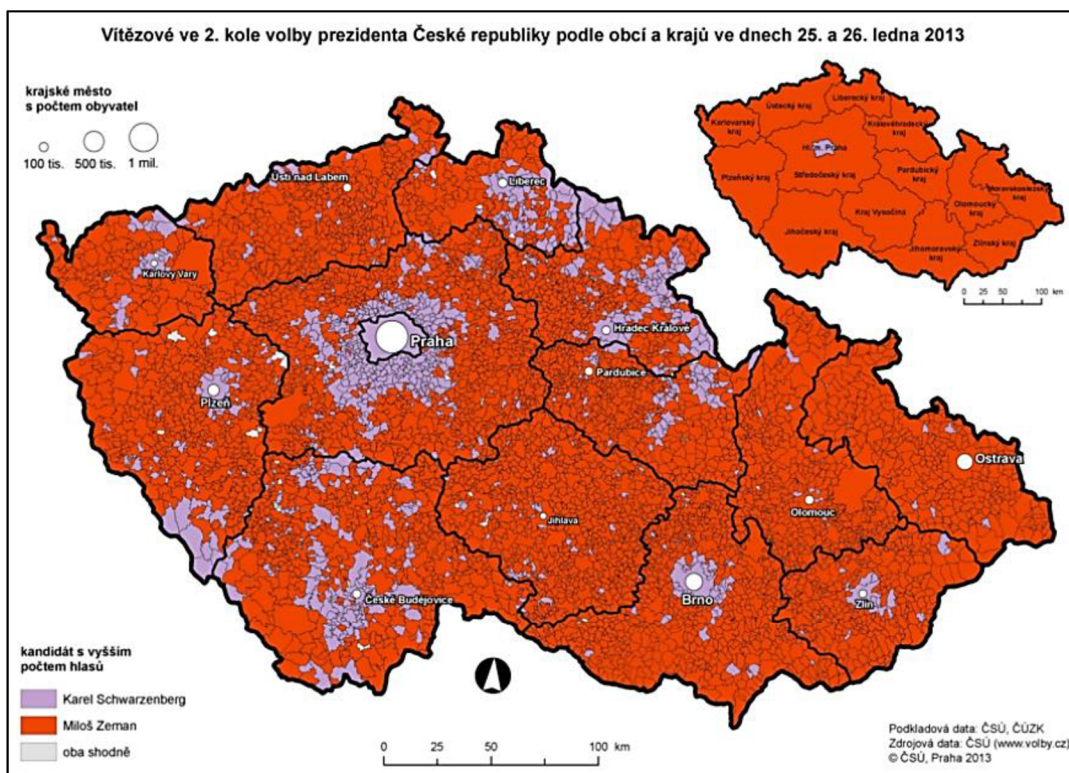 Vítězové ve 2. kole volby prezidenta České republiky podle obcí a krajů ve dnech 25. a 26. ledna 2013
krajské město
s počtem obyvatel
100 tis. 500 tis. 1 mil.
Ústecký kraj
Liberecký kraj
Karlovarský
kraj
Královéhradecký
kraj
Hl. m. Praha
Plzeňský kraj
Středočeský kraj
Pardubický
kraj
Moravskoslezský
kraj
Olomoucký
kraj
Kraj Vysočina
Jihočeský kraj
Jihomoravský
kraj
Zlínský kraj
0 25 50 100 km
Ústí nad Labem
Liberec
Karlovy Vary
Praha
Hradec Králové
Pardubice
Plzeň
Ostrava
Olomouc
Jihlava
České Budějovice
Brno
Zlín
kandidát s vyšším
počtem hlasů
Karel Schwarzenberg
Miloš Zeman
oba shodně
0 50 100 km
Podkladová data: ČSÚ, ČÚZK
Zdrojová data: ČSÚ (www.volby.cz)
© ČSÚ, Praha 2013